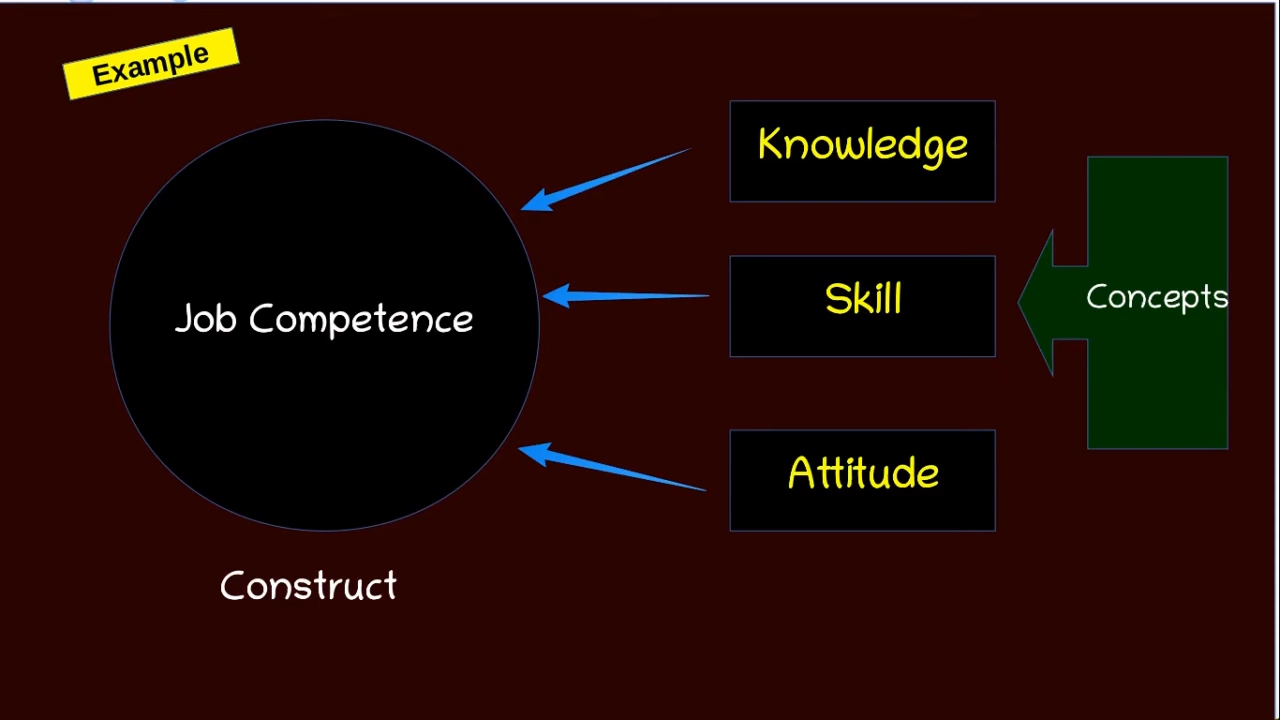 Example
Knowledge
Job Competence
Skill
Concepts
Attitude
Construct